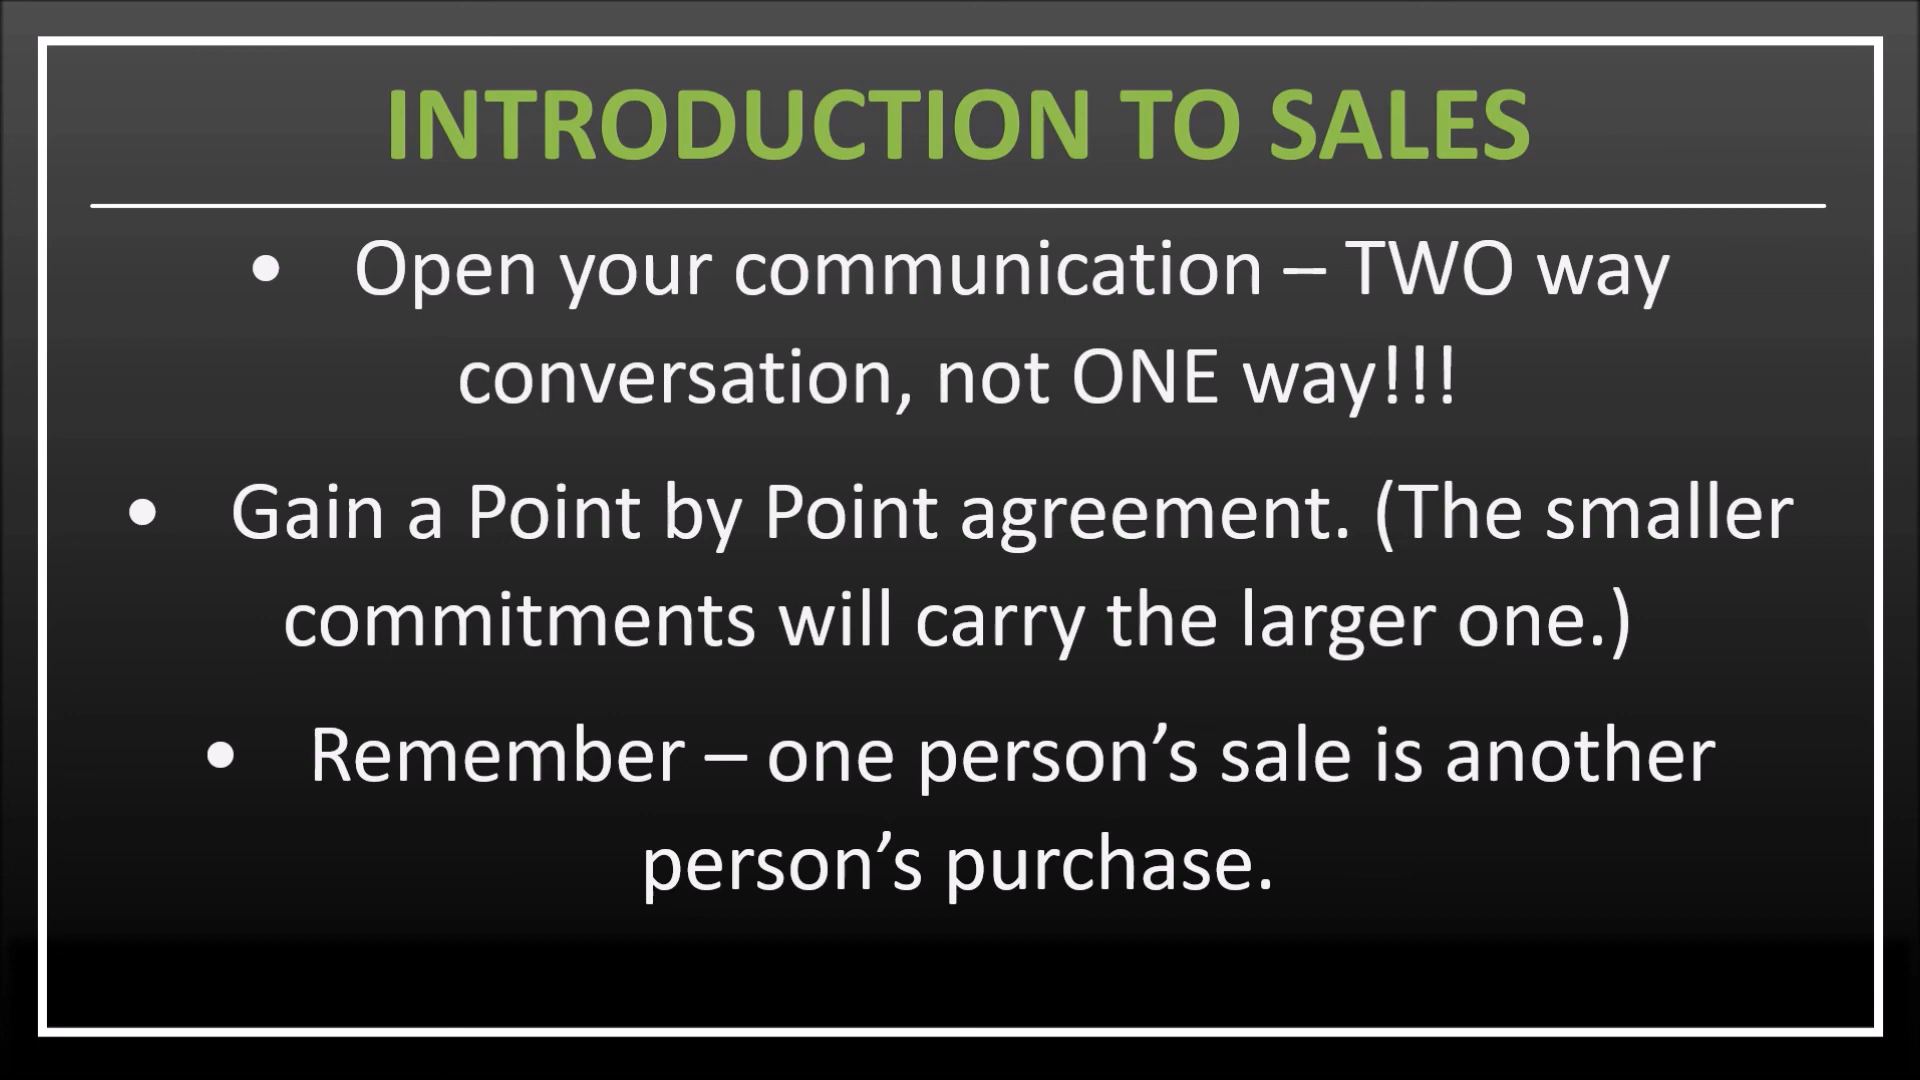 INTRODUCTION TO SALES
• Open your communication – TWO way
conversation, not ONE way!!!
• Gain a Point by Point agreement. (The smaller
commitments will carry the larger one.)
• Remember – one person’s sale is another
person’s purchase.